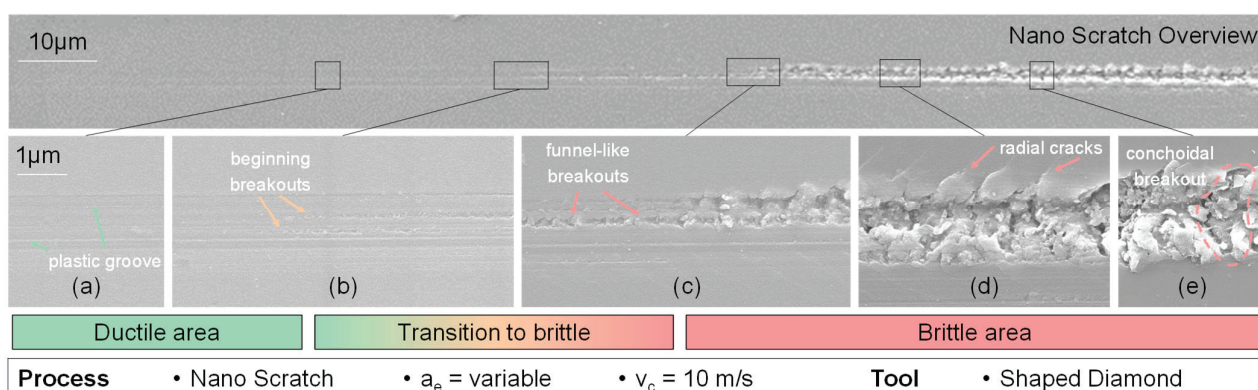 10µm
Nano Scratch Overview
1µm
plastic groove
(a)
beginning
breakouts
(b)
funnel-like
breakouts
(c)
radial cracks
(d)
conchoidal
breakout
(e)
Ductile area
Transition to brittle
Brittle area
Process • Nano Scratch • aₑ = variable • v꜀ = 10 m/s Tool • Shaped Diamond